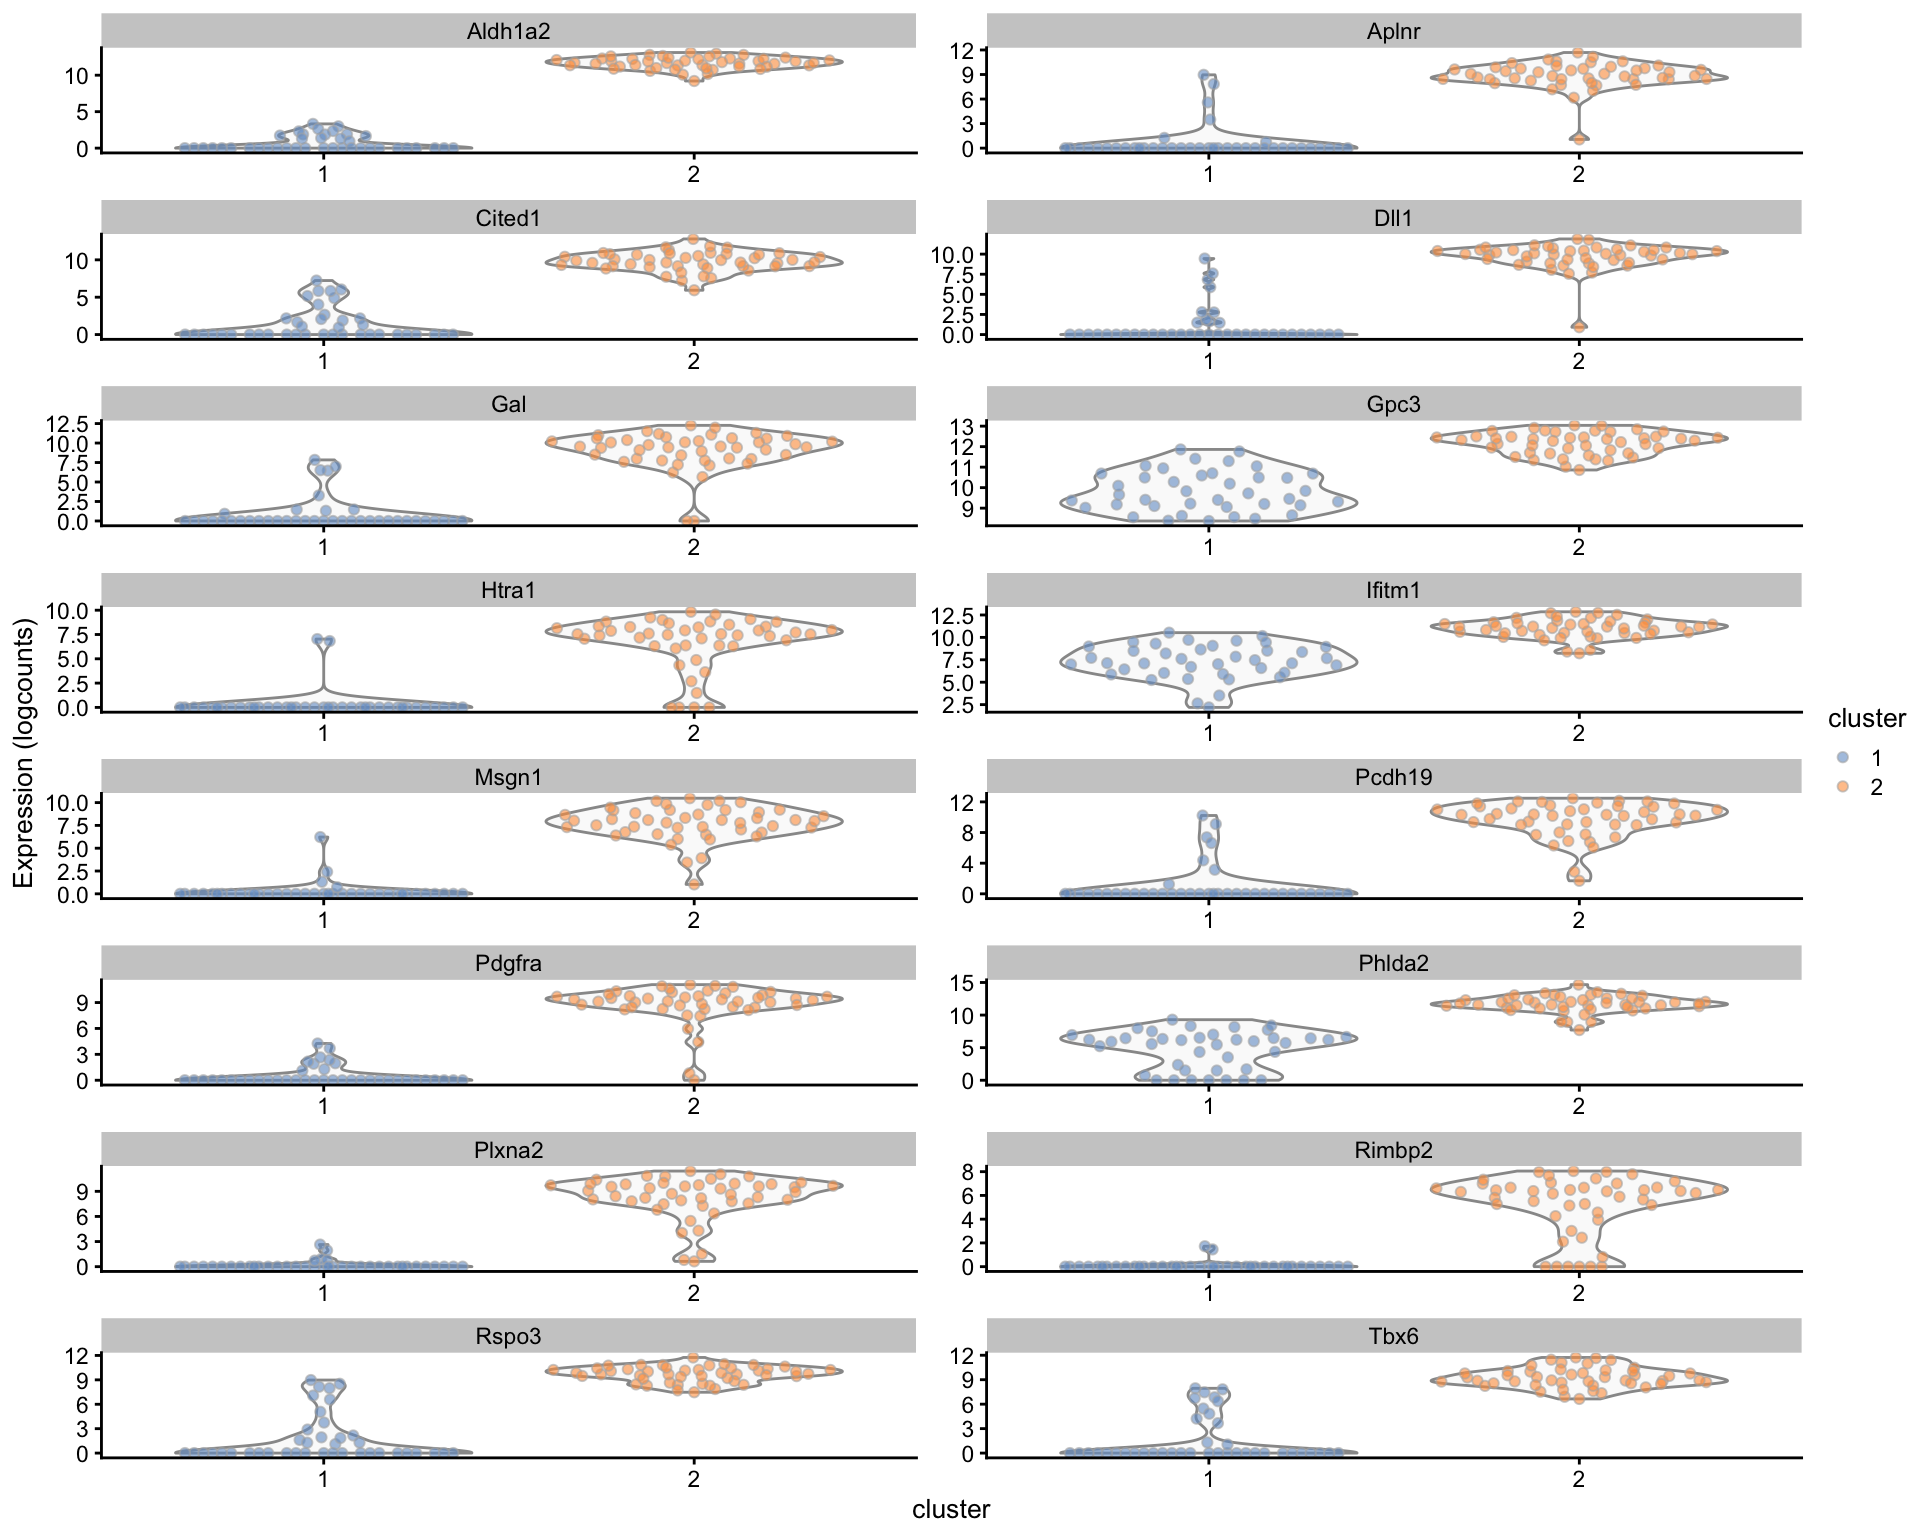 Aldh1a2 Aplnr
10 5 0 12 9 6 3 0
1 2 1 2
Cited1 Dll1
10 5 0 10.0 7.5 5.0 2.5 0.0
1 2 1 2
Gal Gpc3
12.5 10.0 7.5 5.0 2.5 0.0 13 12 11 10 9
1 2 1 2
Htra1 Ifitm1
10.0 7.5 5.0 2.5 0.0 12.5 10.0 7.5 5.0 2.5
1 2 1 2
Msgn1 Pcdh19
10.0 7.5 5.0 2.5 0.0 12 8 4 0
1 2 1 2
Pdgfra Phlda2
9 6 3 0 15 10 5 0
1 2 1 2
Plxna2 Rimbp2
9 6 3 0 8 6 4 2 0
1 2 1 2
Rspo3 Tbx6
12 9 6 3 0 12 9 6 3 0
1 2 1 2
cluster
Expression (logcounts)
cluster
1
2